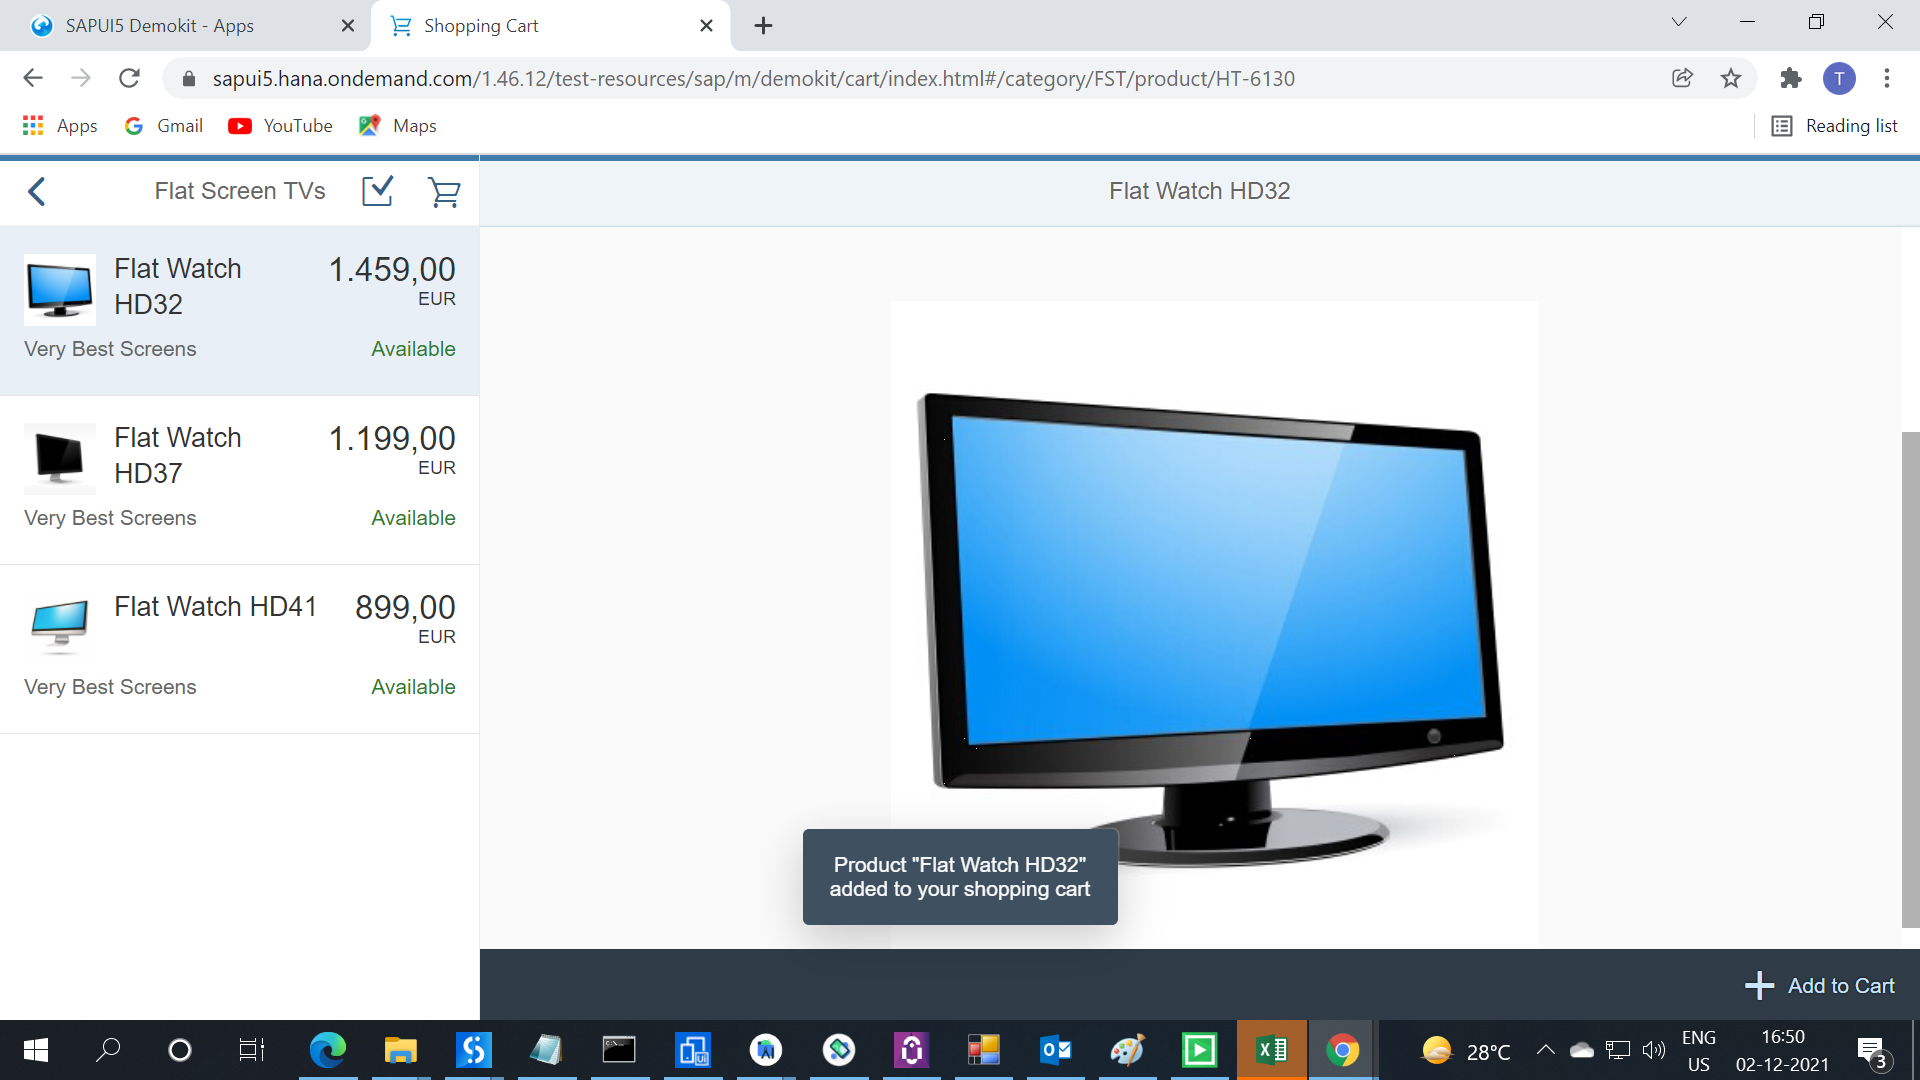 SAPUI5 Demokit - Apps
Shopping Cart
sapui5.hana.ondemand.com/1.46.12/test-resources/sap/m/demokit/cart/index.html#/category/FST/product/HT-6130
T
Apps
Gmail
YouTube
Maps
Reading list
Flat Screen TVs
Flat Watch HD32
Flat Watch
HD32
1.459,00
EUR
Very Best Screens
Available
Flat Watch
HD37
1.199,00
EUR
Very Best Screens
Available
Flat Watch HD41
899,00
EUR
Very Best Screens
Available
Product "Flat Watch HD32"
added to your shopping cart
Add to Cart
28°C
ENG
US
16:50
02-12-2021
3